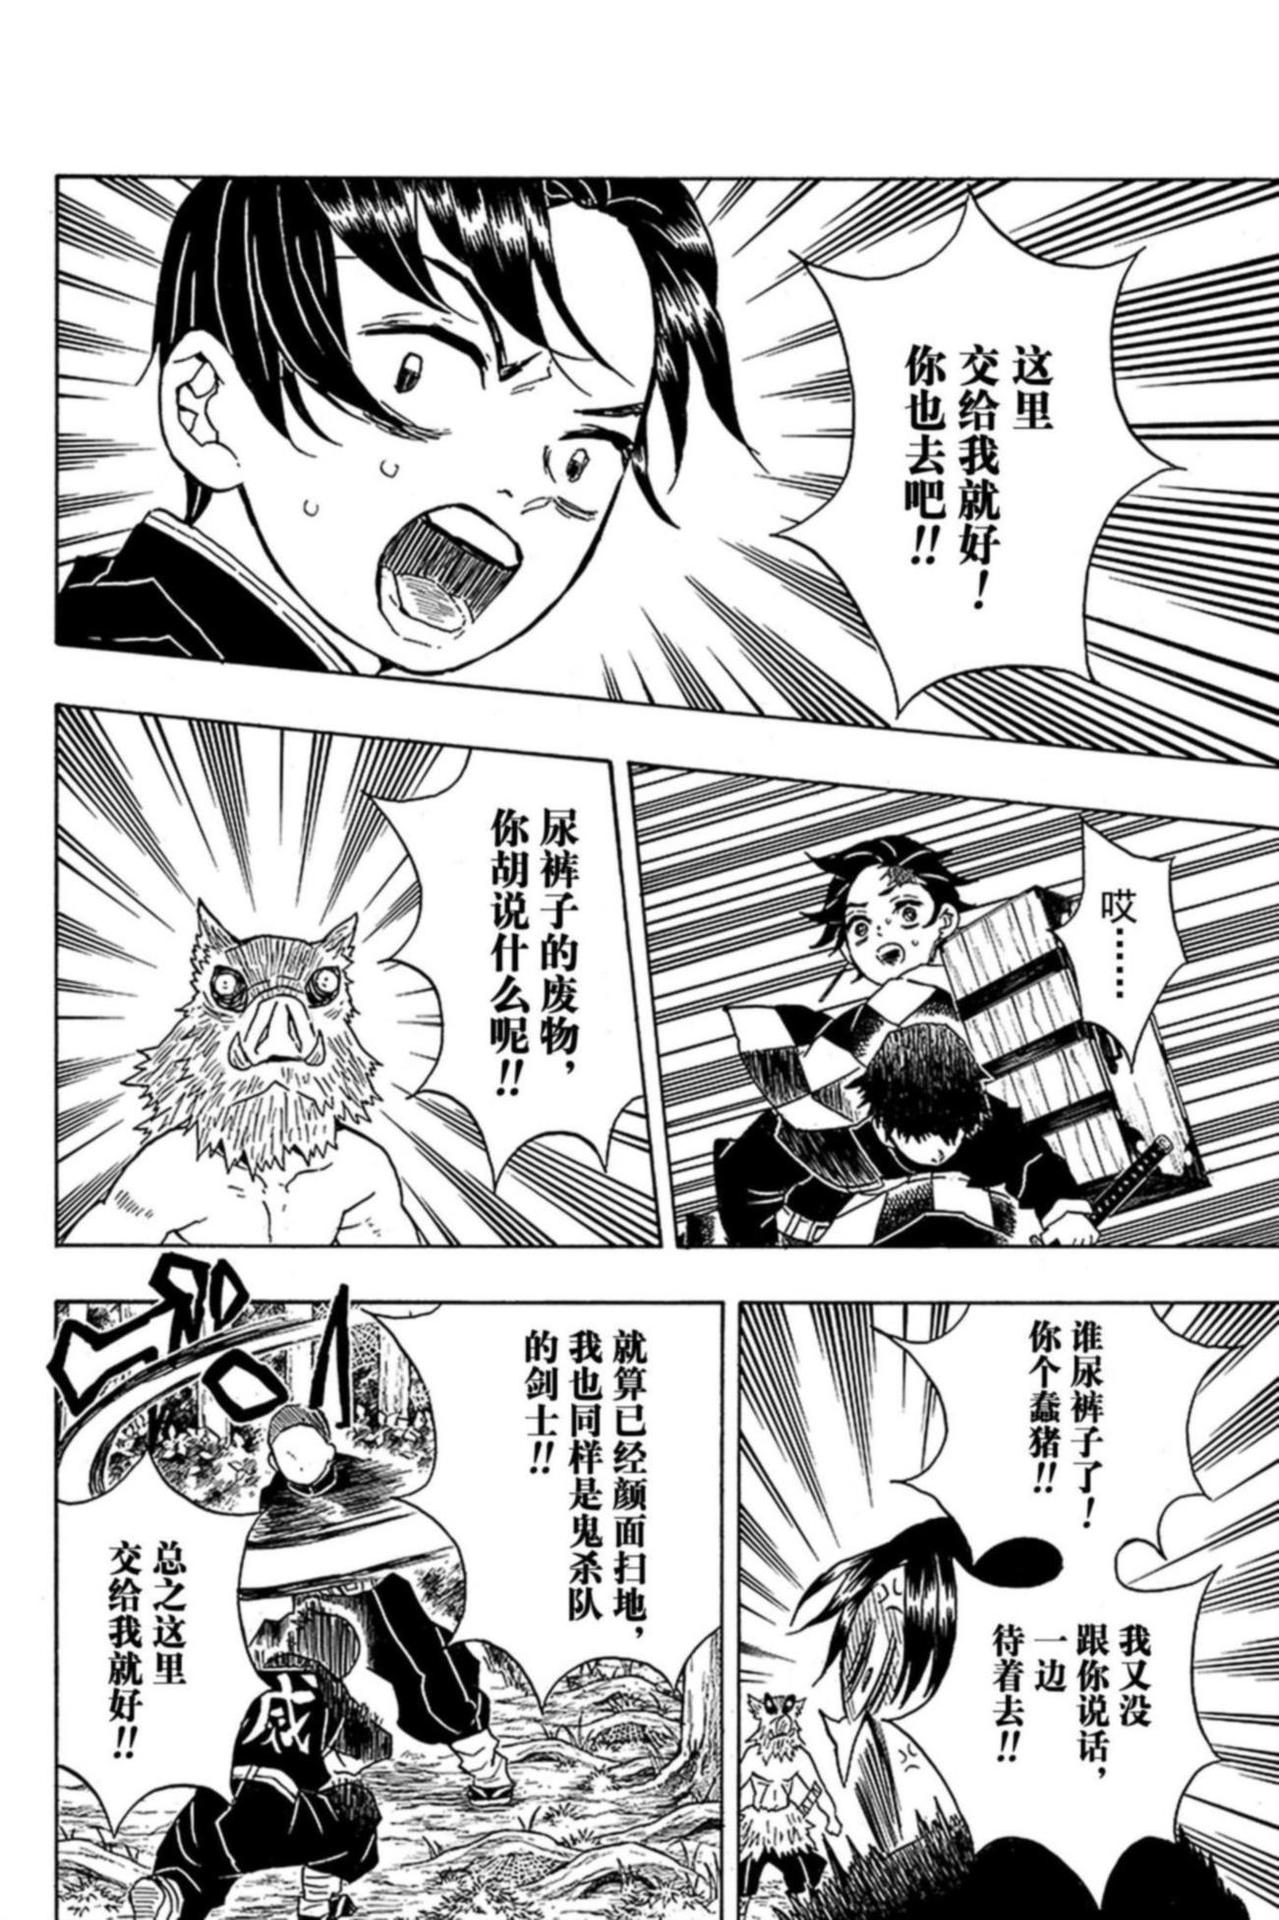 这里
交给我就好！
你也去吧！！
哎……
尿裤子的废物，
你胡说什么呢！！
谁尿裤子了！
你个蠢猪！！
我又没
跟你说话，
一边
待着去！！
就算已经颜面扫地，
我也同样是鬼杀队
的剑士！！
总之这里
交给我就好！！